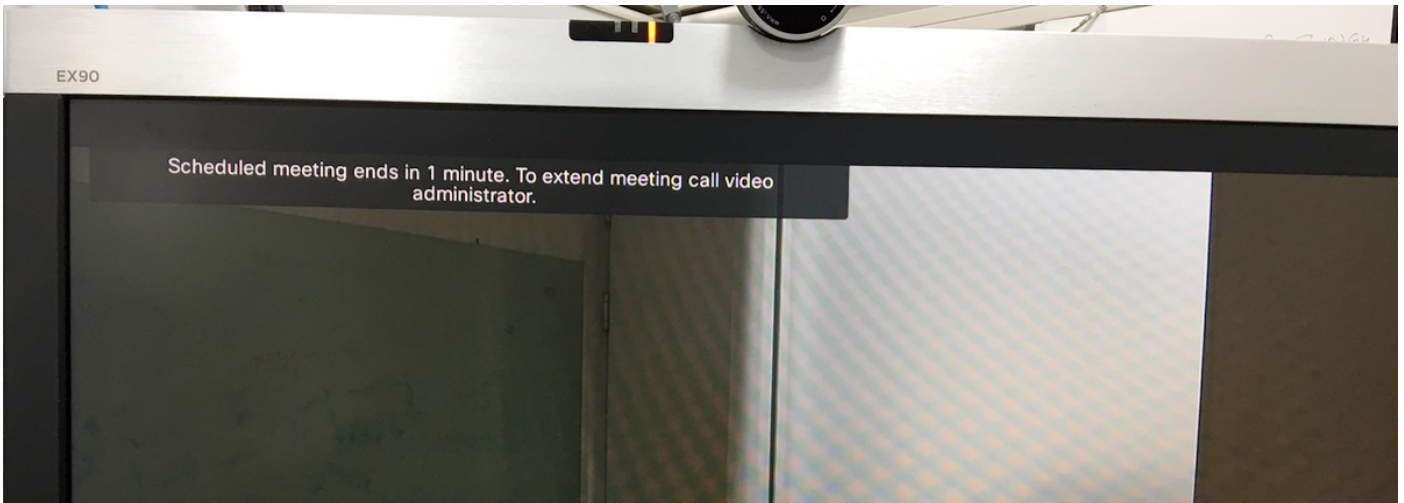 EX90
Scheduled meeting ends in 1 minute. To extend meeting call video
administrator.